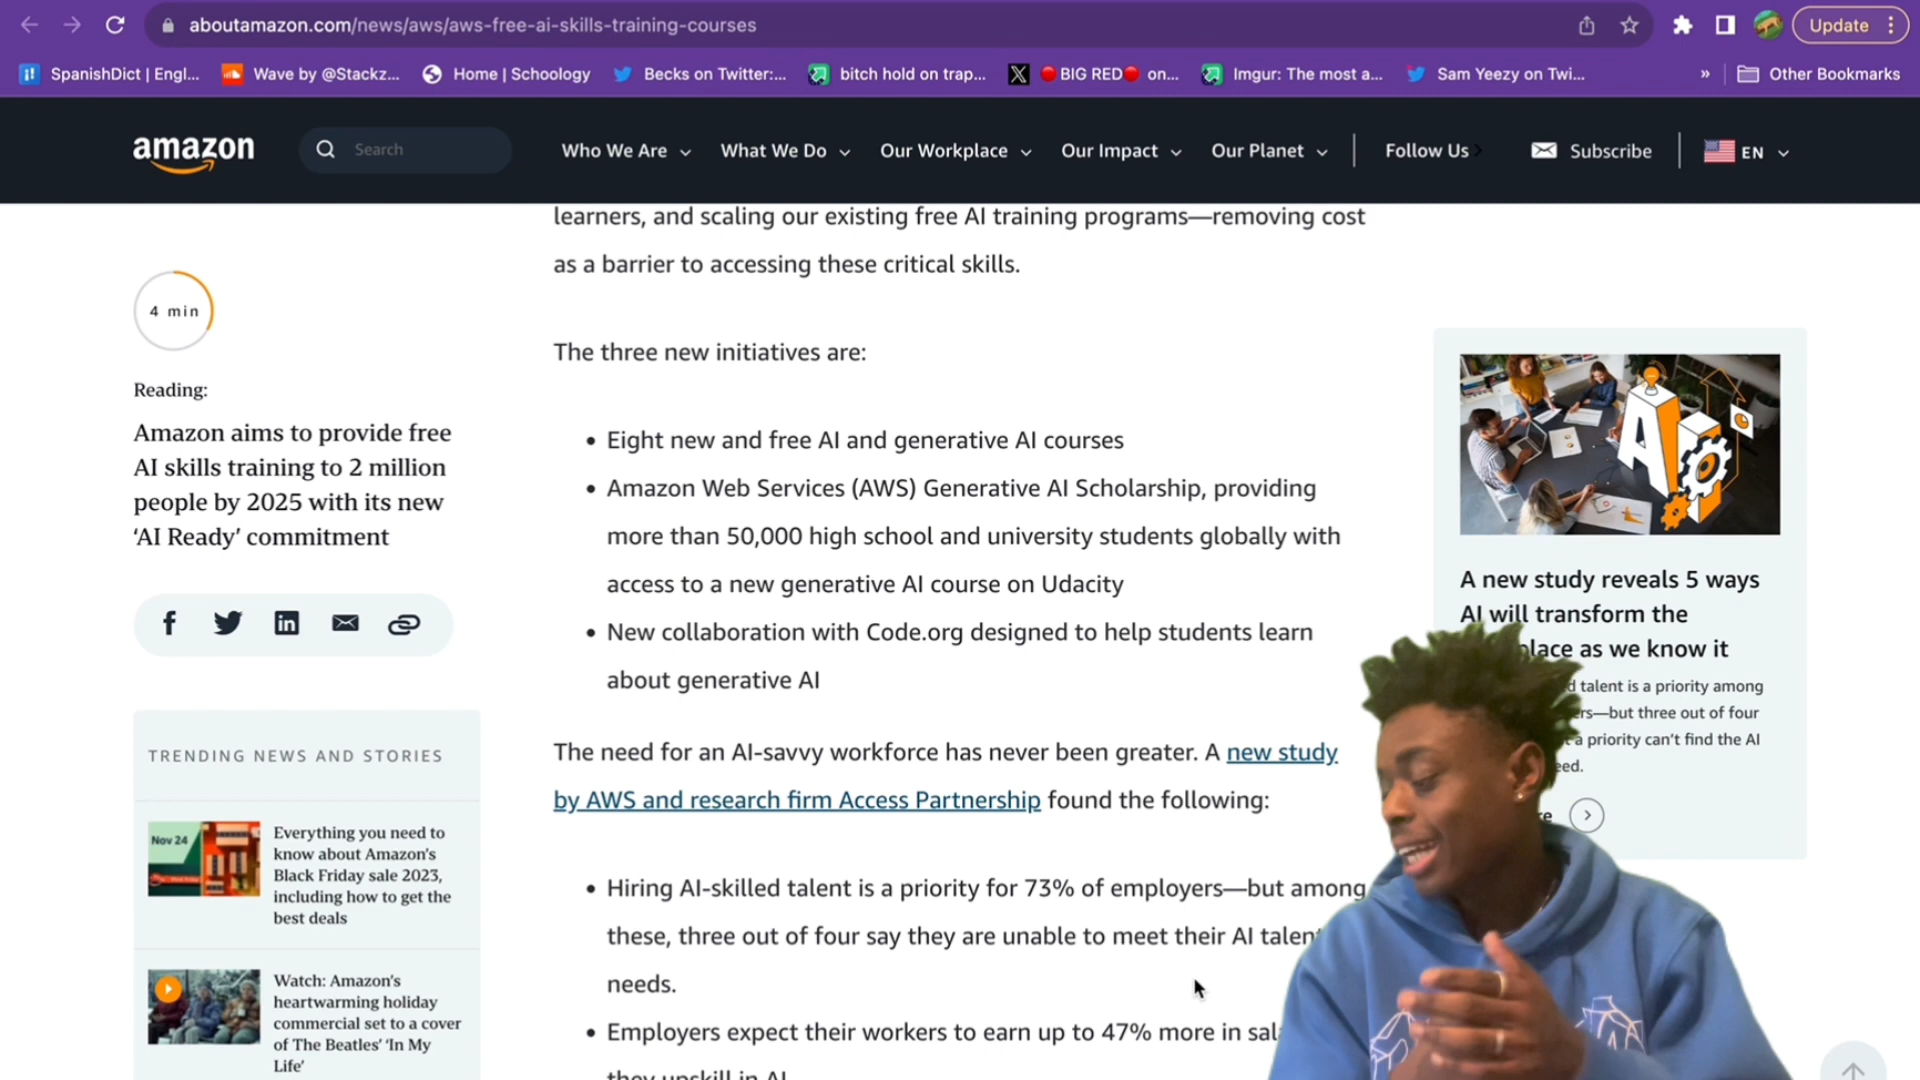 aboutamazon.com/news/aws/aws-free-ai-skills-training-courses
Update
SpanishDict | Engl...
Wave by @Stackz...
Home | Schoology
Becks on Twitter:...
bitch hold on trap...
🔴BIG RED🔴 on...
Imgur: The most a...
Sam Yeezy on Twi...
»
Other Bookmarks
amazon
Search
Who We Are
What We Do
Our Workplace
Our Impact
Our Planet
Follow Us
Subscribe
EN
4 min
Reading:
Amazon aims to provide free
AI skills training to 2 million
people by 2025 with its new
‘AI Ready’ commitment
TRENDING NEWS AND STORIES
Nov 24
Everything you need to
know about Amazon's
Black Friday sale 2023,
including how to get the
best deals
Watch: Amazon's
heartwarming holiday
commercial set to a cover
of The Beatles' 'In My
Life'
learners, and scaling our existing free AI training programs—removing cost
as a barrier to accessing these critical skills.
The three new initiatives are:
• Eight new and free AI and generative AI courses
• Amazon Web Services (AWS) Generative AI Scholarship, providing
more than 50,000 high school and university students globally with
access to a new generative AI course on Udacity
• New collaboration with Code.org designed to help students learn
about generative AI
The need for an AI-savvy workforce has never been greater. A new study
by AWS and research firm Access Partnership found the following:
• Hiring AI-skilled talent is a priority for 73% of employers—but among
these, three out of four say they are unable to meet their AI talent
needs.
• Employers expect their workers to earn up to 47% more in
they upskill in AI
AI
A new study reveals 5 ways
AI will transform the
as we know it
talent is a priority among
but three out of four
a priority can't find the AI